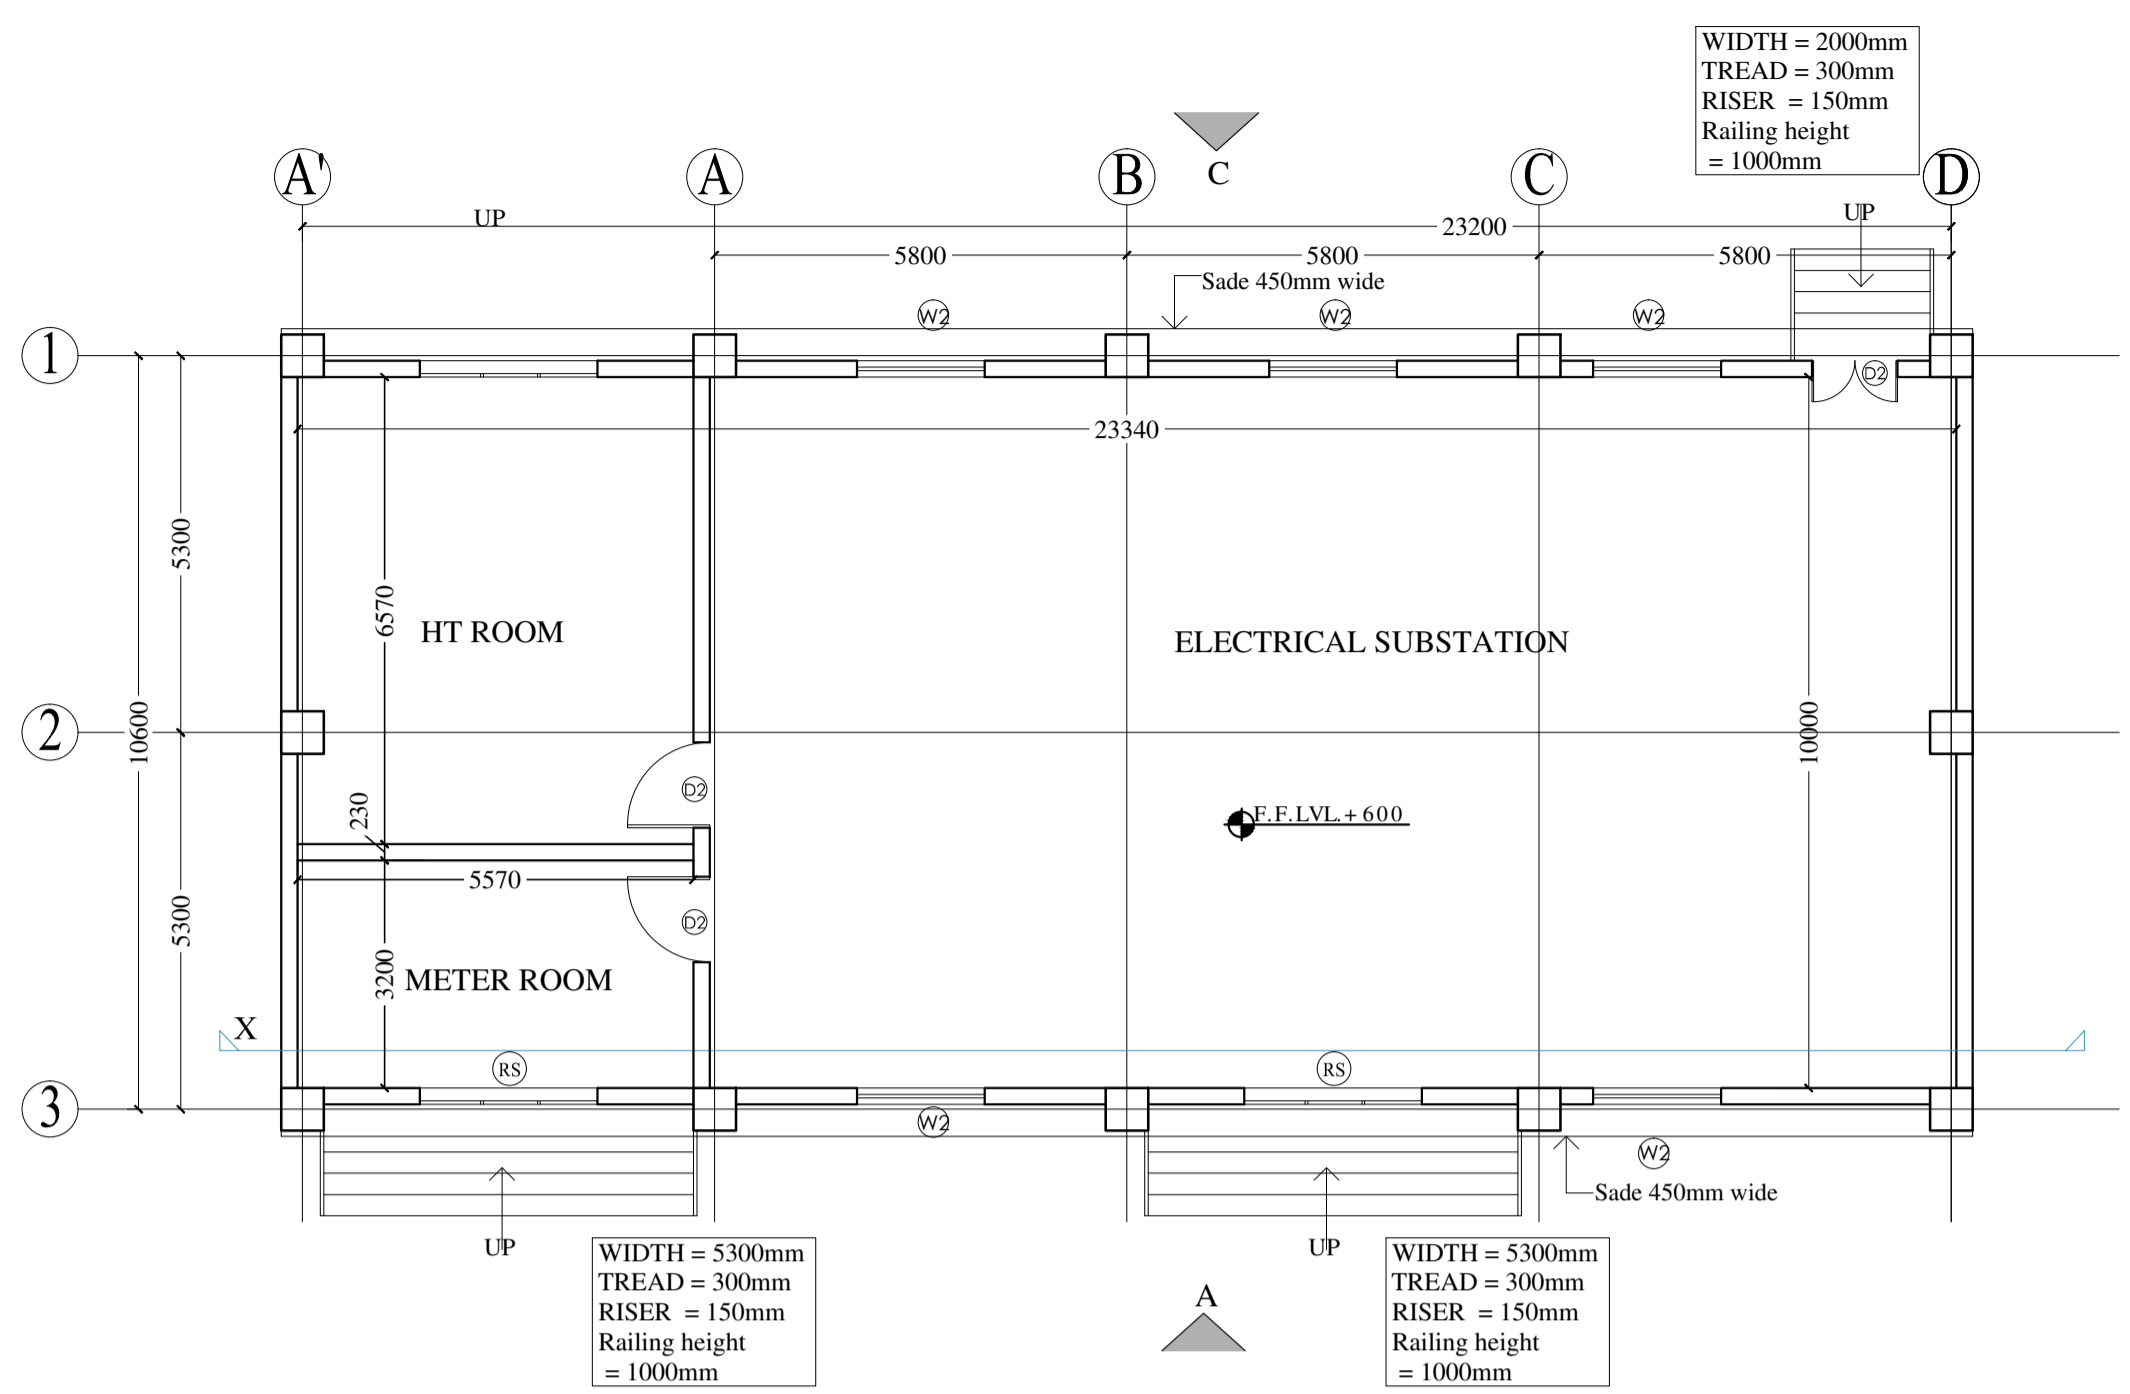 WIDTH = 2000mm
TREAD = 300mm
RISER = 150mm
Railing height
= 1000mm
C
A'
A
B
C
D
UP
23200
UP
5800
5800
5800
Sade 450mm wide
W2
W2
W2
1
D2
23340
5300
6570
HT ROOM
ELECTRICAL SUBSTATION
2
10600
10000
D2
230
F.F.LVL.+600
5570
5300
D2
3200
METER ROOM
X
RS
RS
3
W2
W2
Sade 450mm wide
UP
UP
WIDTH = 5300mm
TREAD = 300mm
RISER = 150mm
Railing height
= 1000mm
A
WIDTH = 5300mm
TREAD = 300mm
RISER = 150mm
Railing height
= 1000mm